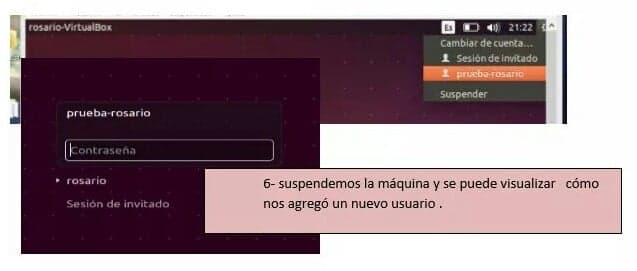 rosario-VirtualBox
Es
21:22
Cambiar de cuenta...
Sesión de invitado
prueba-rosario
Suspender
prueba-rosario
Contraseña
rosario
Sesión de invitado
6- suspendemos la máquina y se puede visualizar cómo
nos agregó un nuevo usuario .